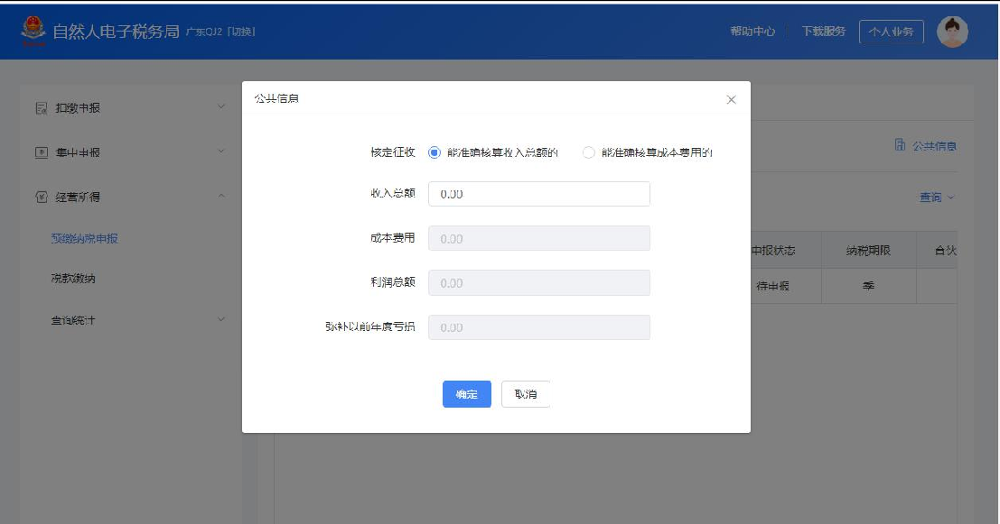 自然人电子税务局 广东QJ2 [切换]
帮助中心 下载服务 个人业务
扣缴申报
集中申报
经营所得
预缴纳税申报
税款缴纳
查询统计
公共信息
核定征收 能准确核算收入总额的 能准确核算成本费用的
收入总额 0.00
成本费用 0.00
利润总额 0.00
弥补以前年度亏损 0.00
确定 取消
公共信息
查询
申报状态 纳税期限 合伙
待申报 季